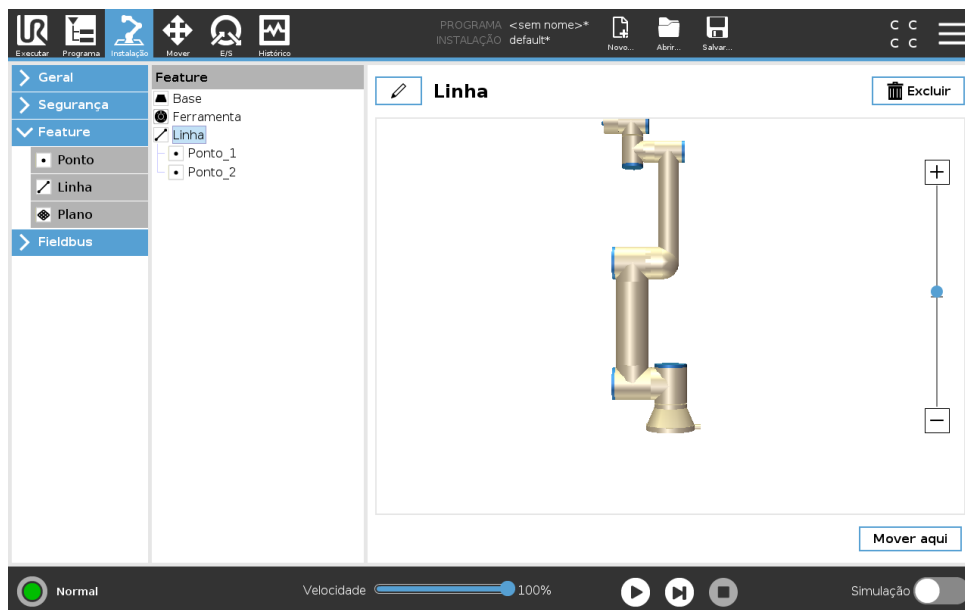 PROGRAMA <sem nome>*
INSTALAÇÃO default*
Executar Programa Instalação Mover E/S Histórico Novo... Abrir... Salvar...
C C
C C
Geral
Segurança
Feature
Ponto
Linha
Plano
Fieldbus
Feature
Base
Ferramenta
Linha
Ponto_1
Ponto_2
Linha
Excluir
Mover aqui
Normal
Velocidade 100%
Simulação